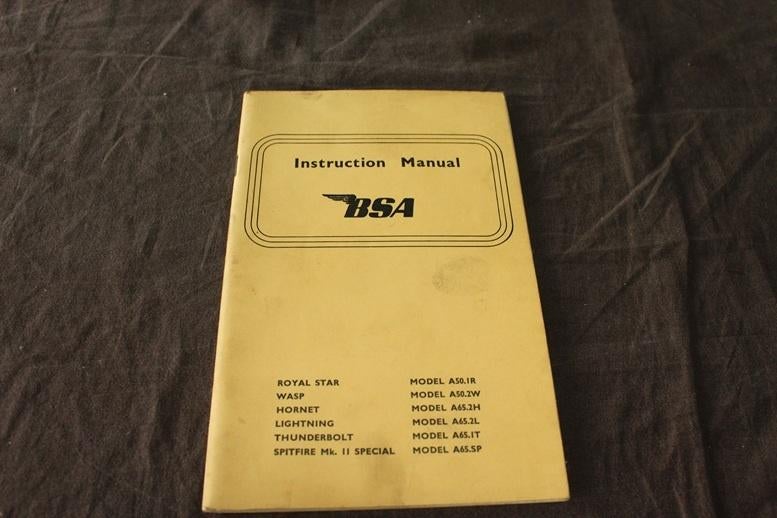 Instruction Manual
BSA
ROYAL STAR MODEL A50.1R
WASP MODEL A50.2W
HORNET MODEL A65.2H
LIGHTNING MODEL A65.2L
THUNDERBOLT MODEL A65.1T
SPITFIRE Mk. II SPECIAL MODEL A65.SP